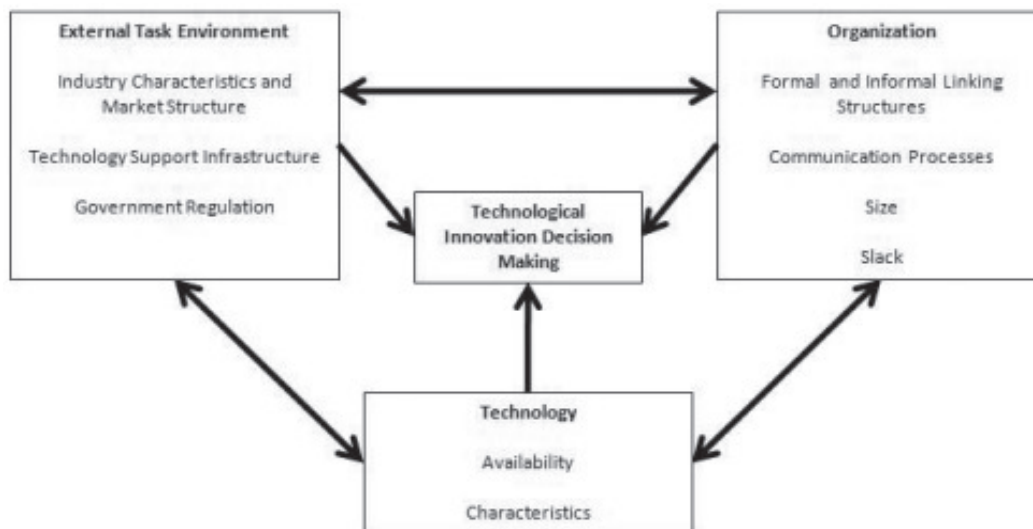 External Task Environment
Industry Characteristics and
Market Structure
Technology Support Infrastructure
Government Regulation
Organization
Formal and Informal Linking
Structures
Communication Processes
Size
Slack
Technological
Innovation Decision
Making
Technology
Availability
Characteristics